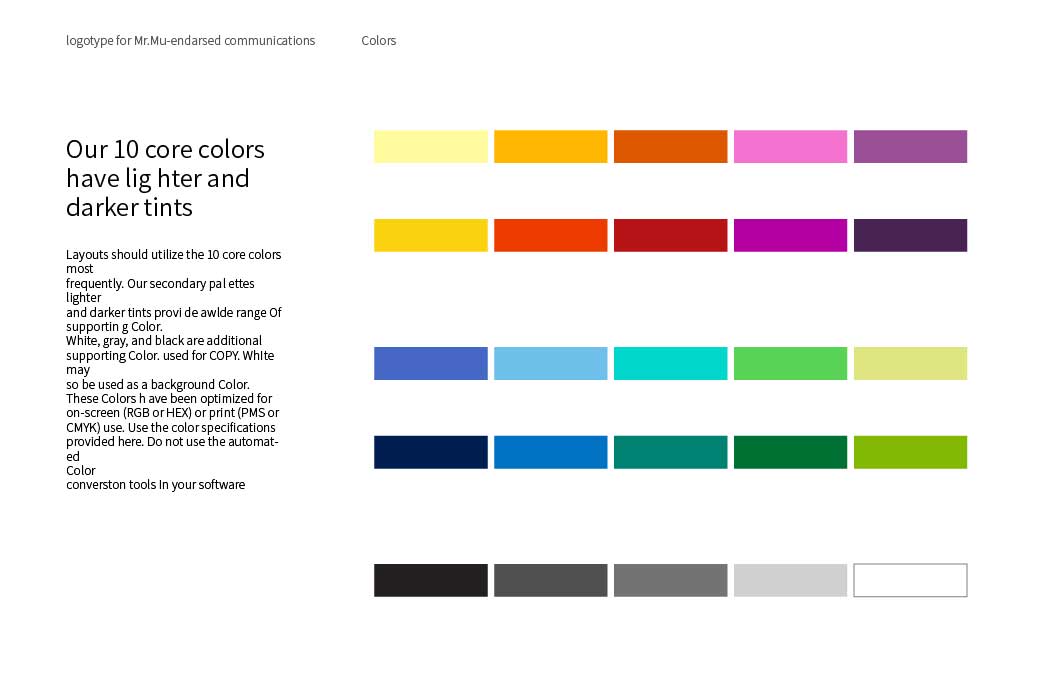 logotype for Mr.Mu-endarsed communications
Colors
Our 10 core colors
have lig hter and
darker tints
Layouts should utilize the 10 core colors
most
frequently. Our secondary pal ettes
lighter
and darker tints provi de awlde range Of
supportin g Color.
White, gray, and black are additional
supporting Color. used for COPY. WhIte
may
so be used as a background Color.
These Colors h ave been optimized for
on-screen (RGB or HEX) or print (PMS or
CMYK) use. Use the color specifications
provided here. Do not use the automat-
ed
Color
converston tools In your software